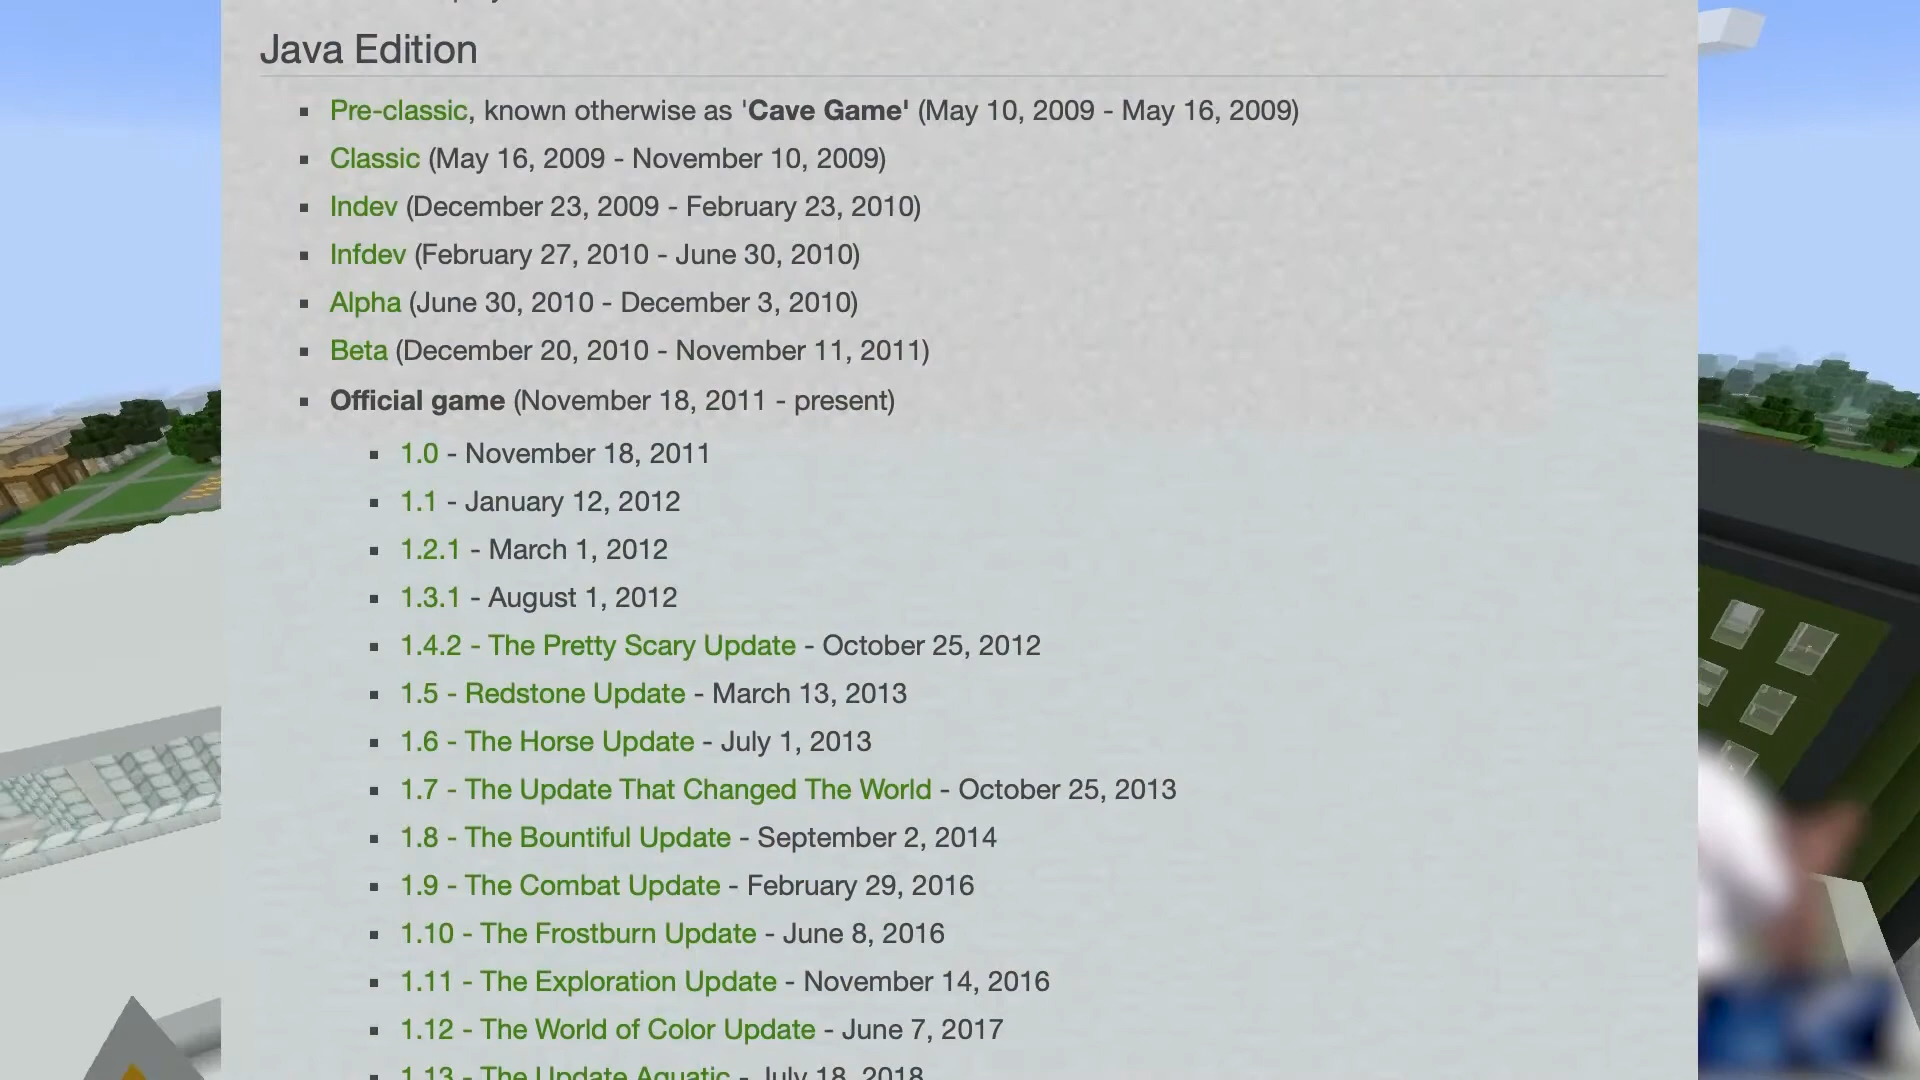 Java Edition
Pre-classic, known otherwise as 'Cave Game' (May 10, 2009 - May 16, 2009)
Classic (May 16, 2009 - November 10, 2009)
Indev (December 23, 2009 - February 23, 2010)
Infdev (February 27, 2010 - June 30, 2010)
Alpha (June 30, 2010 - December 3, 2010)
Beta (December 20, 2010 - November 11, 2011)
Official game (November 18, 2011 - present)
1.0 - November 18, 2011
1.1 - January 12, 2012
1.2.1 - March 1, 2012
1.3.1 - August 1, 2012
1.4.2 - The Pretty Scary Update - October 25, 2012
1.5 - Redstone Update - March 13, 2013
1.6 - The Horse Update - July 1, 2013
1.7 - The Update That Changed The World - October 25, 2013
1.8 - The Bountiful Update - September 2, 2014
1.9 - The Combat Update - February 29, 2016
1.10 - The Frostburn Update - June 8, 2016
1.11 - The Exploration Update - November 14, 2016
1.12 - The World of Color Update - June 7, 2017
1.13 - The Update Aquatic - July 18, 2018